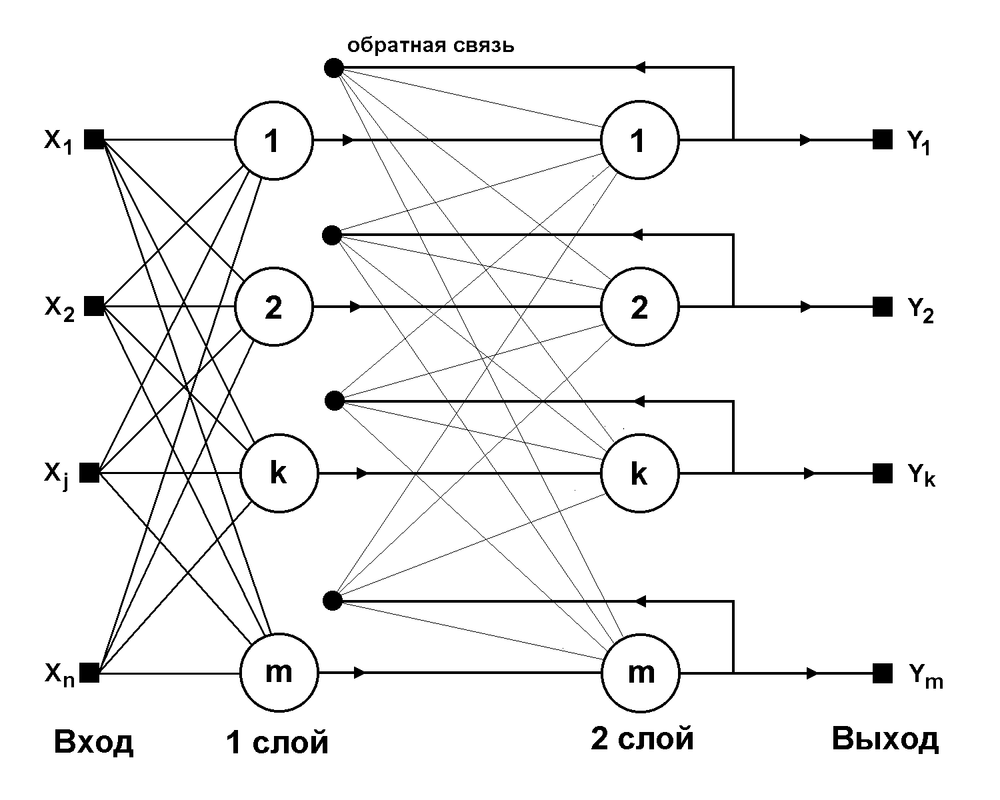 обратная связь
X1 1 1 Y1
X2 2 2 Y2
Xj k k Yk
Xn m m Ym
Вход 1 слой 2 слой Выход